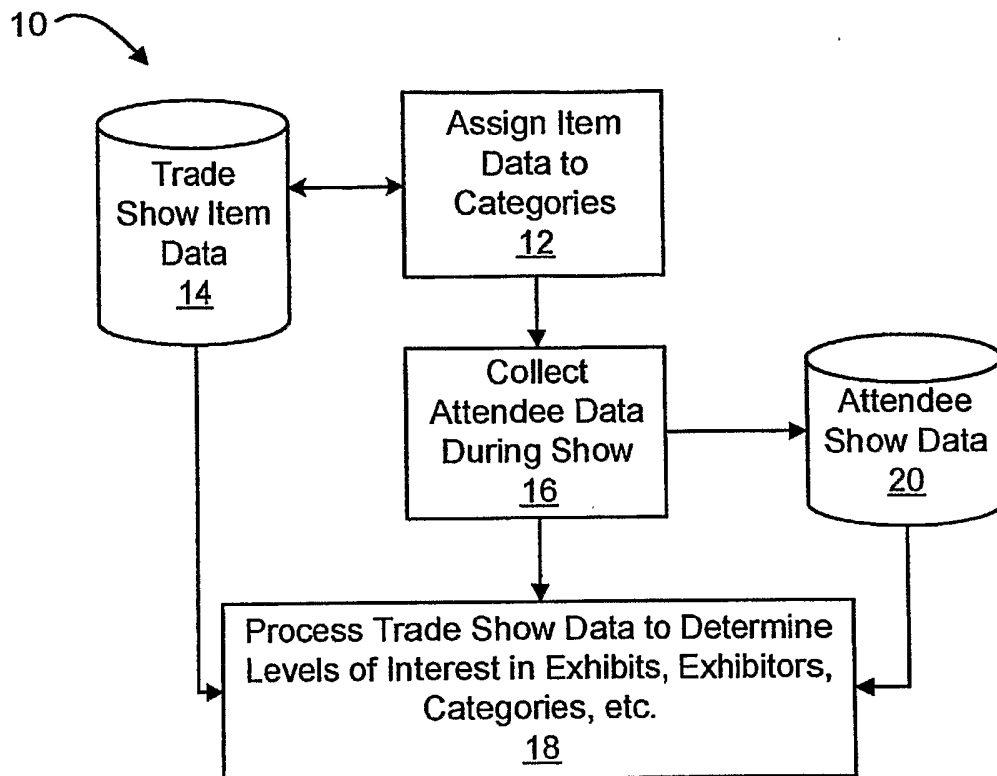 10
Trade
Show Item
Data
14
Assign Item
Data to
Categories
12
Collect
Attendee Data
During Show
16
Attendee
Show Data
20
Process Trade Show Data to Determine
Levels of Interest in Exhibits, Exhibitors,
Categories, etc.
18